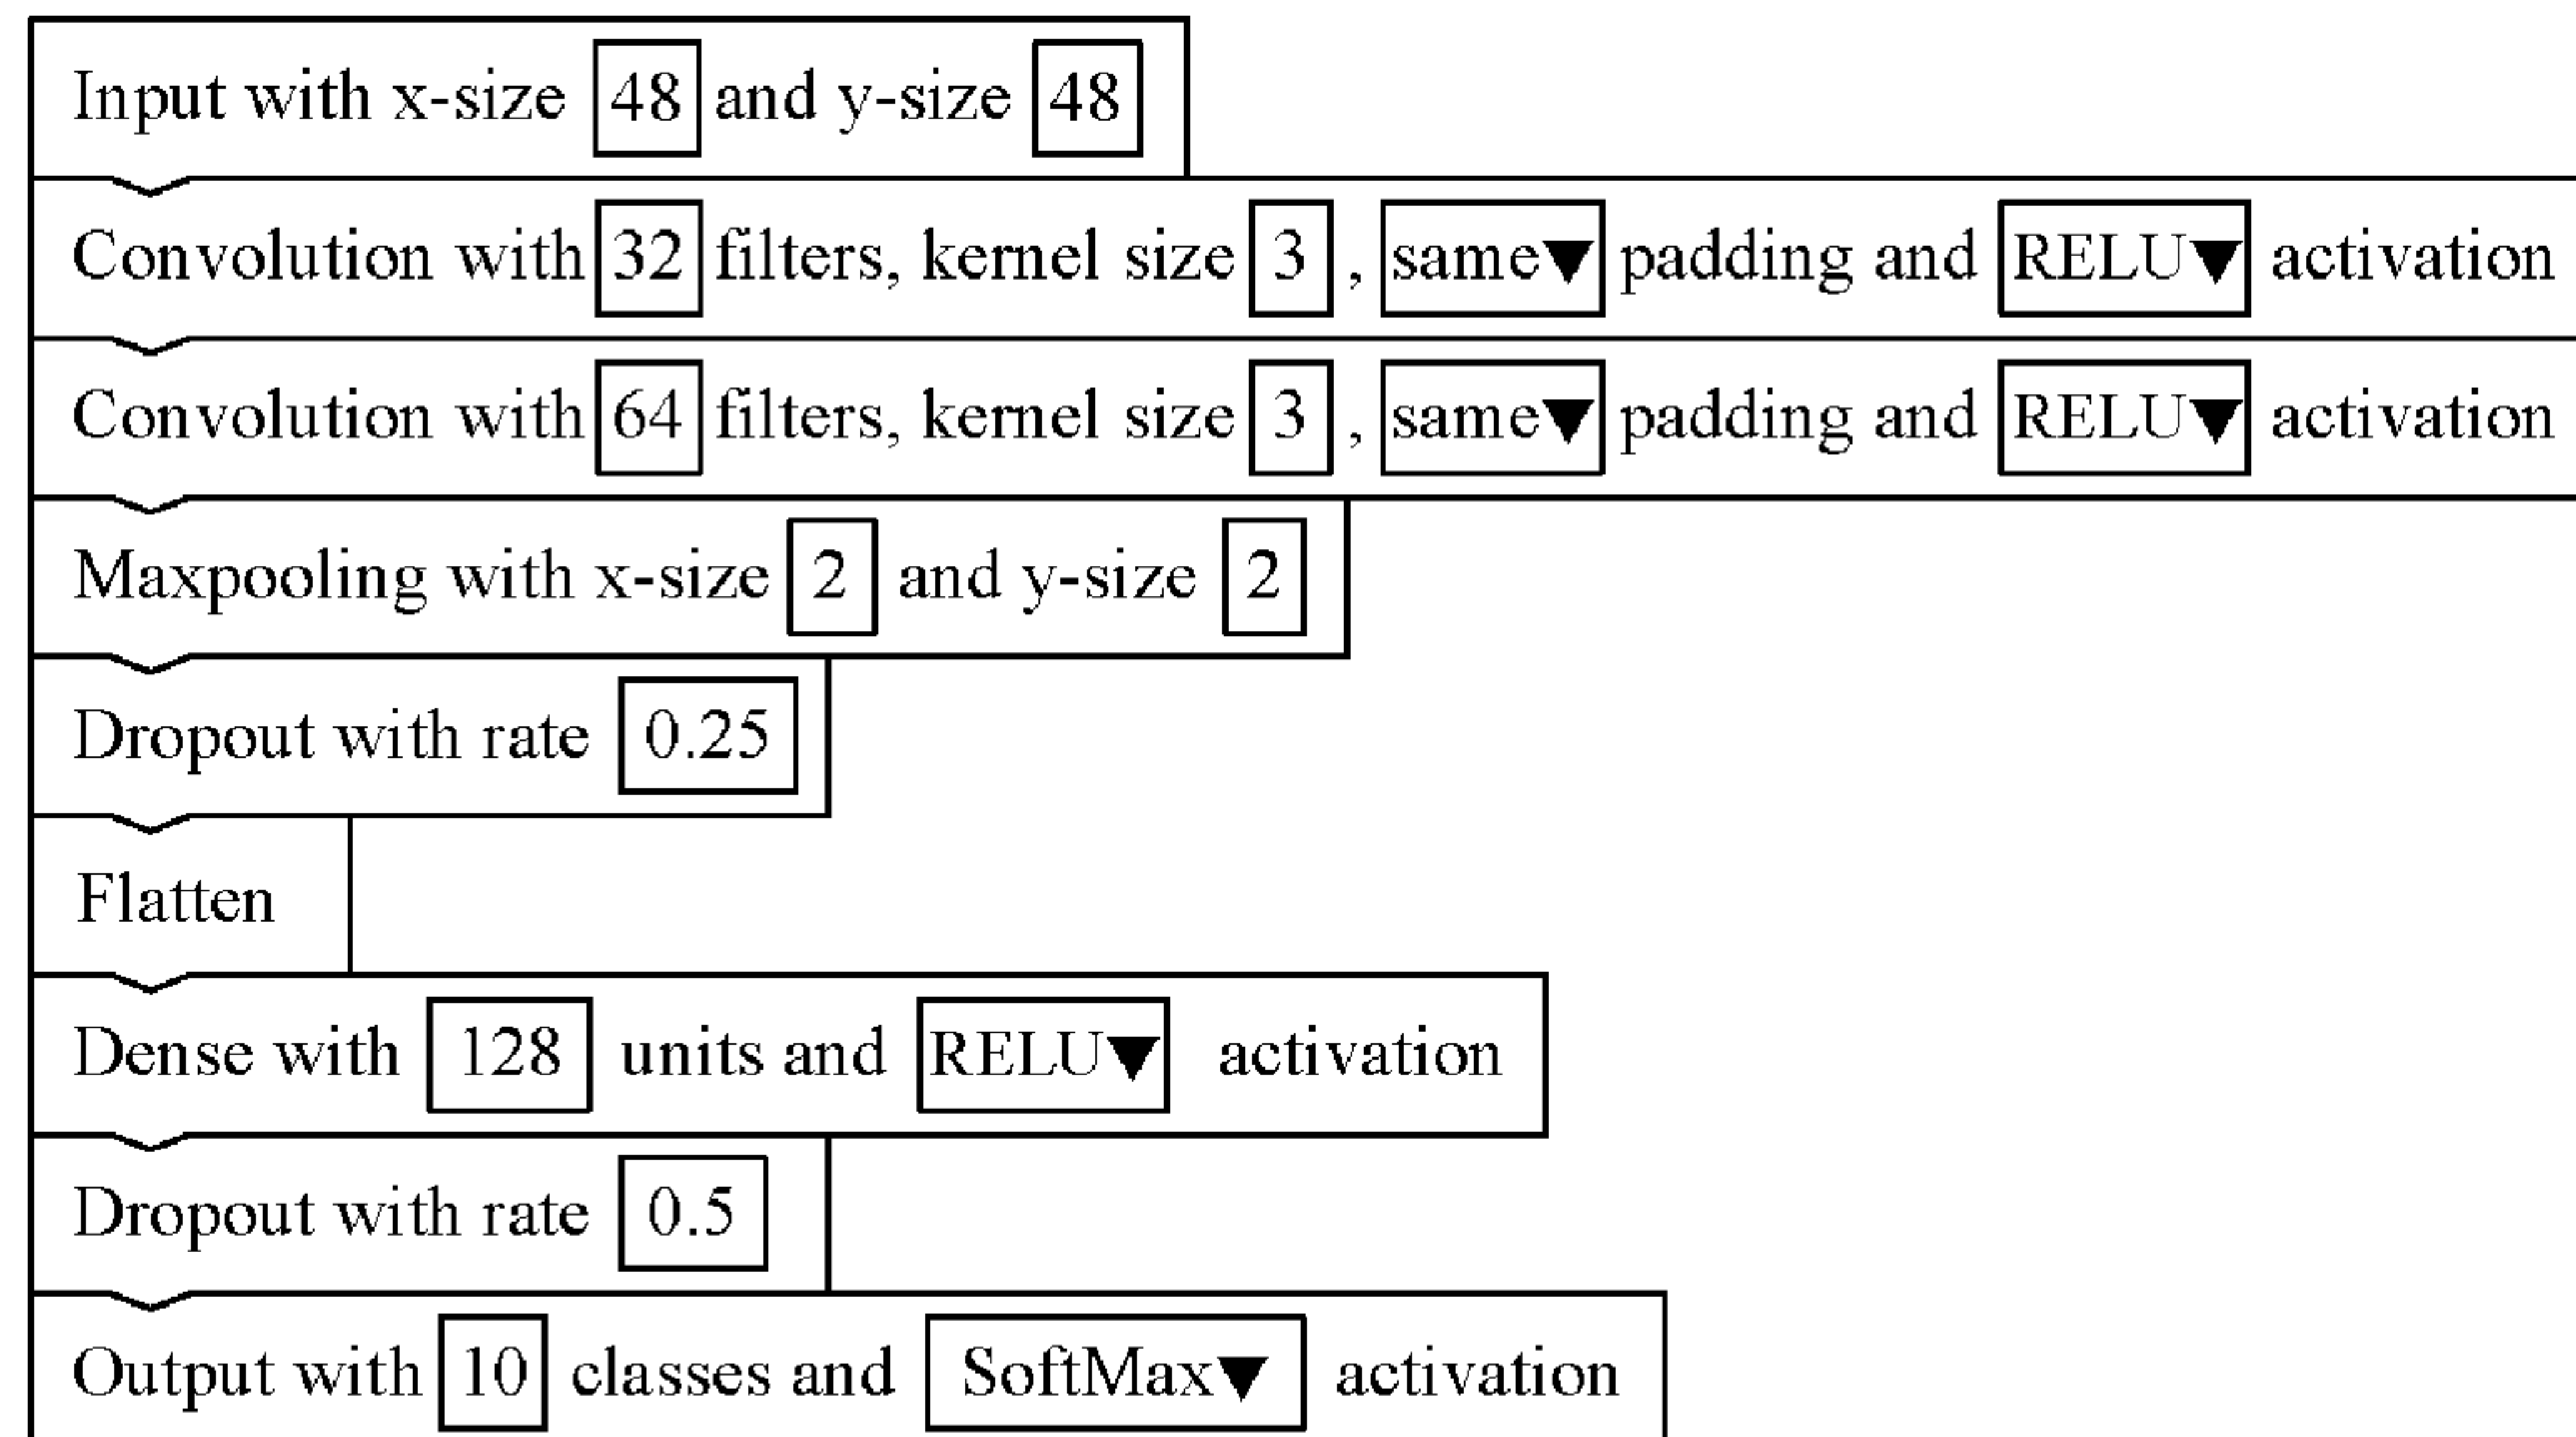 Input with x-size 48 and y-size 48
Convolution with 32 filters, kernel size 3 , same▼ padding and RELU▼ activation
Convolution with 64 filters, kernel size 3 , same▼ padding and RELU▼ activation
Maxpooling with x-size 2 and y-size 2
Dropout with rate 0.25
Flatten
Dense with 128 units and RELU▼ activation
Dropout with rate 0.5
Output with 10 classes and SoftMax▼ activation